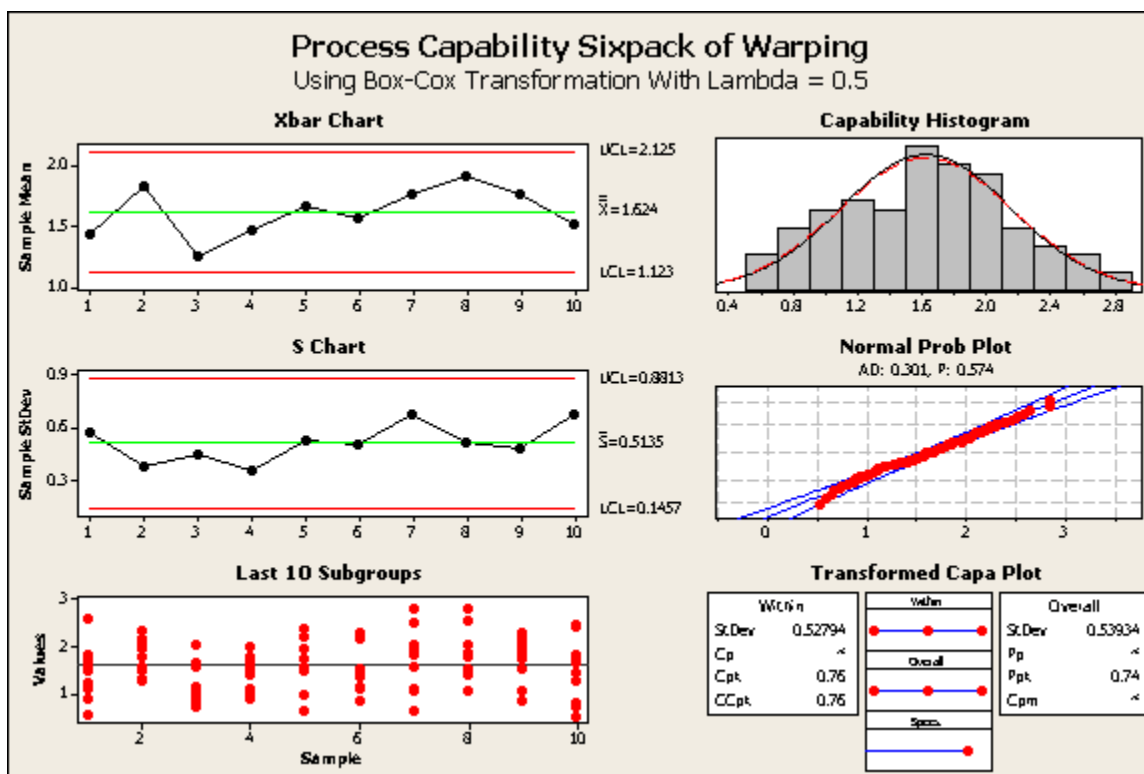 Process Capability Sixpack of Warping
Using Box-Cox Transformation With Lambda = 0.5
Xbar Chart
Sample Mean
2.0
1.5
1.0
1 2 3 4 5 6 7 8 9 10
UCL=2.125
X=1.624
LCL=1.123
Capability Histogram
0.4 0.8 1.2 1.6 2.0 2.4 2.8
S Chart
Sample StDev
0.9
0.6
0.3
1 2 3 4 5 6 7 8 9 10
UCL=0.8813
S=0.5135
LCL=0.1457
Normal Prob Plot
AD: 0.301, P: 0.574
0 1 2 3
Last 10 Subgroups
Values
3
2
1
2 4 6 8 10
Sample
Transformed Capa Plot
Within
StDev 0.52794
Cp *
Cpk 0.76
CCpk 0.76
Within
Overall
Specs
Overall
StDev 0.53934
Pp *
Ppk 0.74
Cpm *